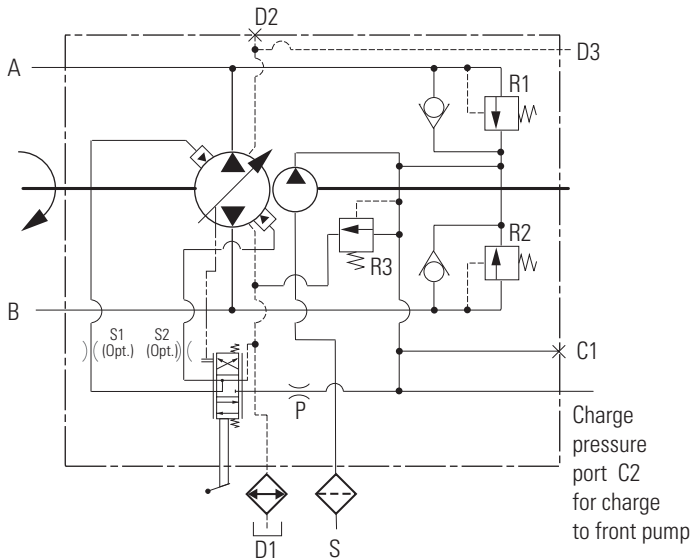 D2
D3
A
R1
R2
R3
B
S1
(Opt.)
S2
(Opt.)
C1
P
Charge
pressure
port C2
for charge
to front pump
D1
S